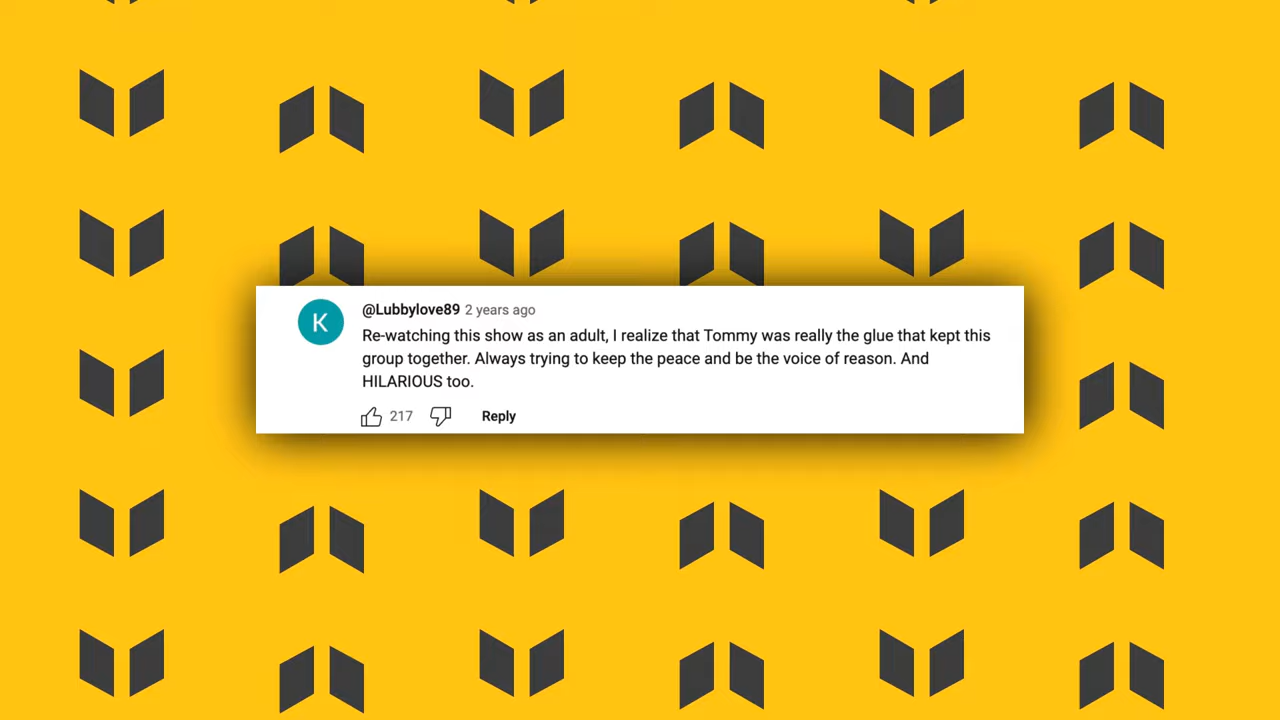 K
@Lubbylove89 2 years ago
Re-watching this show as an adult, I realize that Tommy was really the glue that kept this
group together. Always trying to keep the peace and be the voice of reason. And
HILARIOUS too.
217 Reply